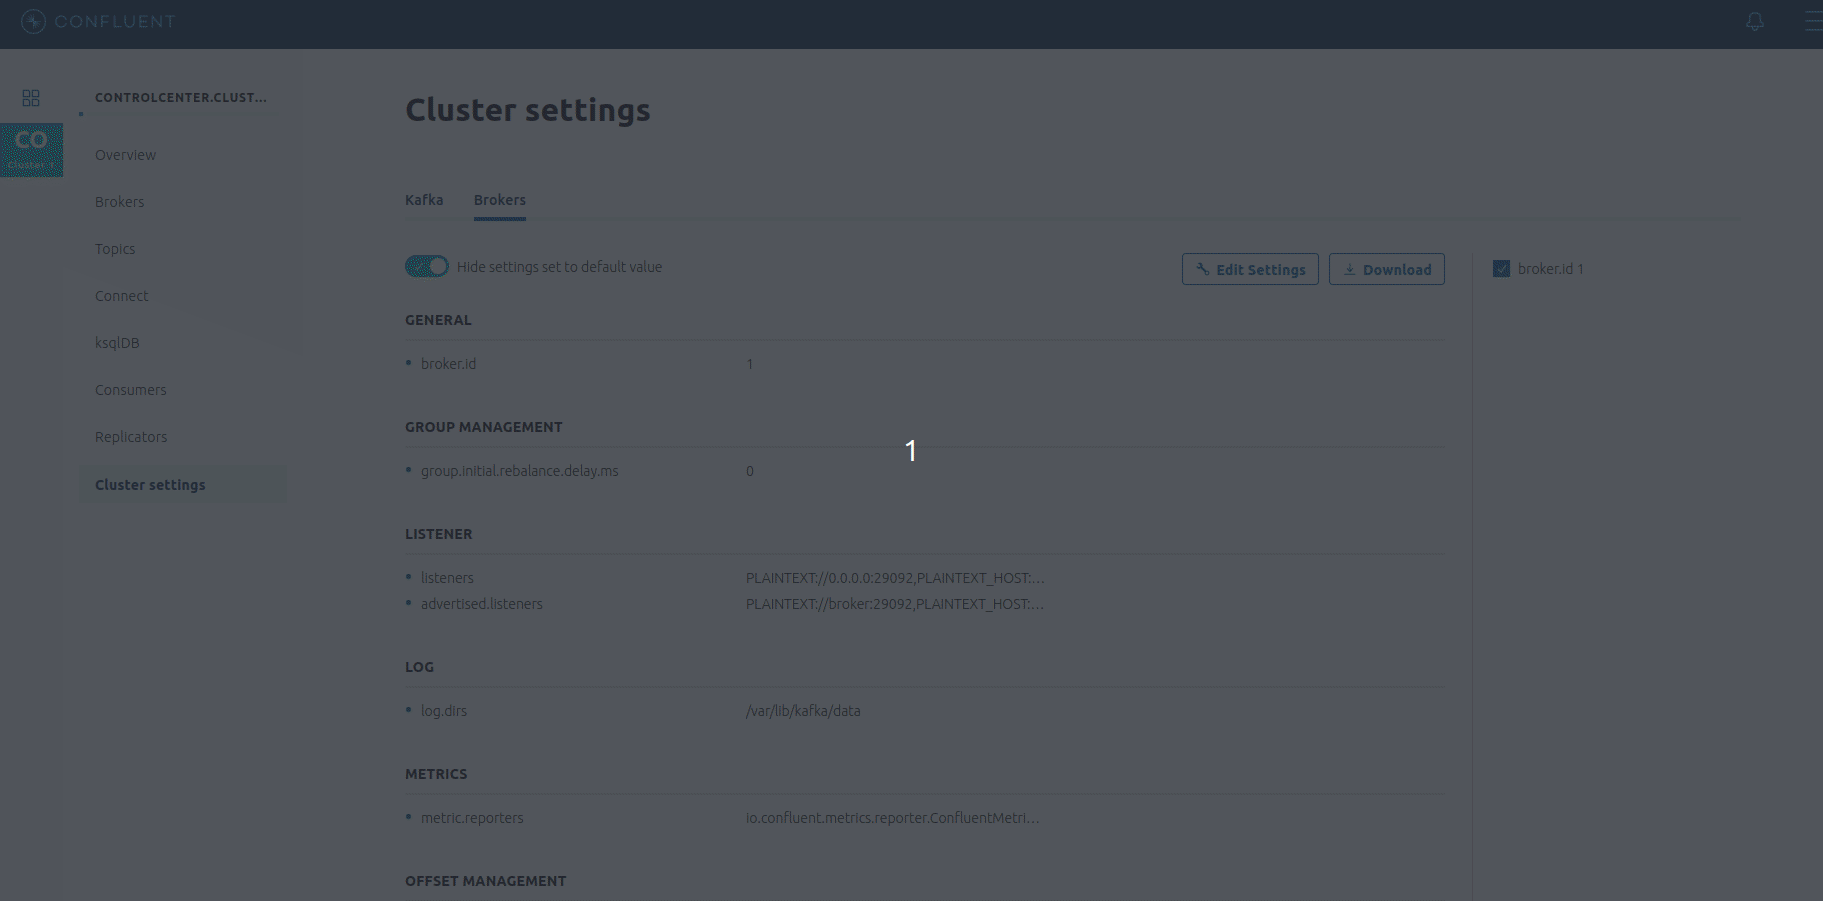 CONFLUENT
CONTROLCENTER.CLUST...
CO
Overview
Brokers
Topics
Connect
ksqlDB
Consumers
Replicators
Cluster settings
Cluster settings
Kafka Brokers
Hide settings set to default value
Edit Settings Download
broker.id 1
GENERAL
broker.id 1
GROUP MANAGEMENT
1
group.initial.rebalance.delay.ms 0
LISTENER
listeners PLAINTEXT://0.0.0.0:29092,PLAINTEXT_HOST:...
advertised.listeners PLAINTEXT://broker:29092,PLAINTEXT_HOST:...
LOG
log.dirs /var/lib/kafka/data
METRICS
metric.reporters io.confluent.metrics.reporter.ConfluentMetri...
OFFSET MANAGEMENT